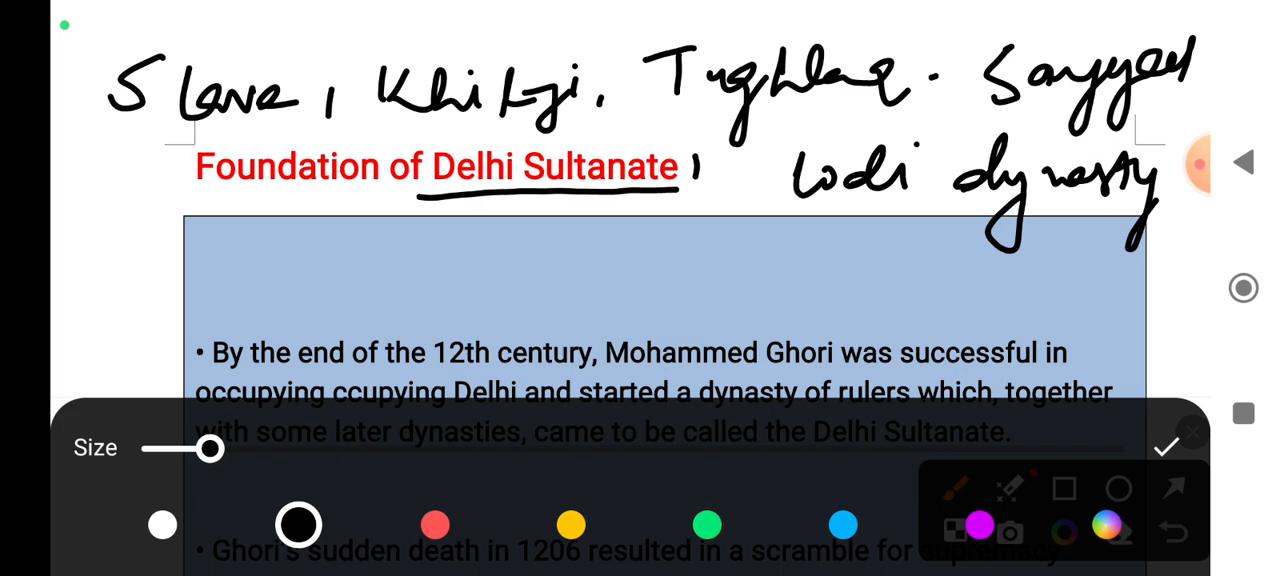 Slave, Khilji, Tughlaq. Sayyed
Foundation of Delhi Sultanate, Lodi dynasty
• By the end of the 12th century, Mohammed Ghori was successful in
occupying ccupying Delhi and started a dynasty of rulers which, together
with some later dynasties, came to be called the Delhi Sultanate.
Size
• Ghori's sudden death in 1206 resulted in a scramble for supremacy